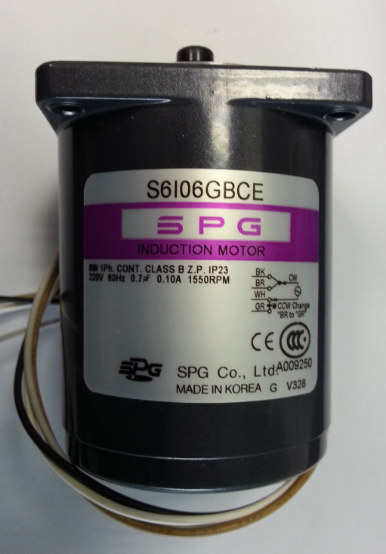 S6I06GBCE
SPG
INDUCTION MOTOR
6W 1Ph. CONT. CLASS B Z.P. IP23
220V 60Hz 0.7㎌ 0.10A 1550RPM
BK
BR
WH
GR
CW
CCW Change
"BR to "GR"
CE
CCC
A009250
SPG
SPG Co., Ltd
MADE IN KOREA G V328